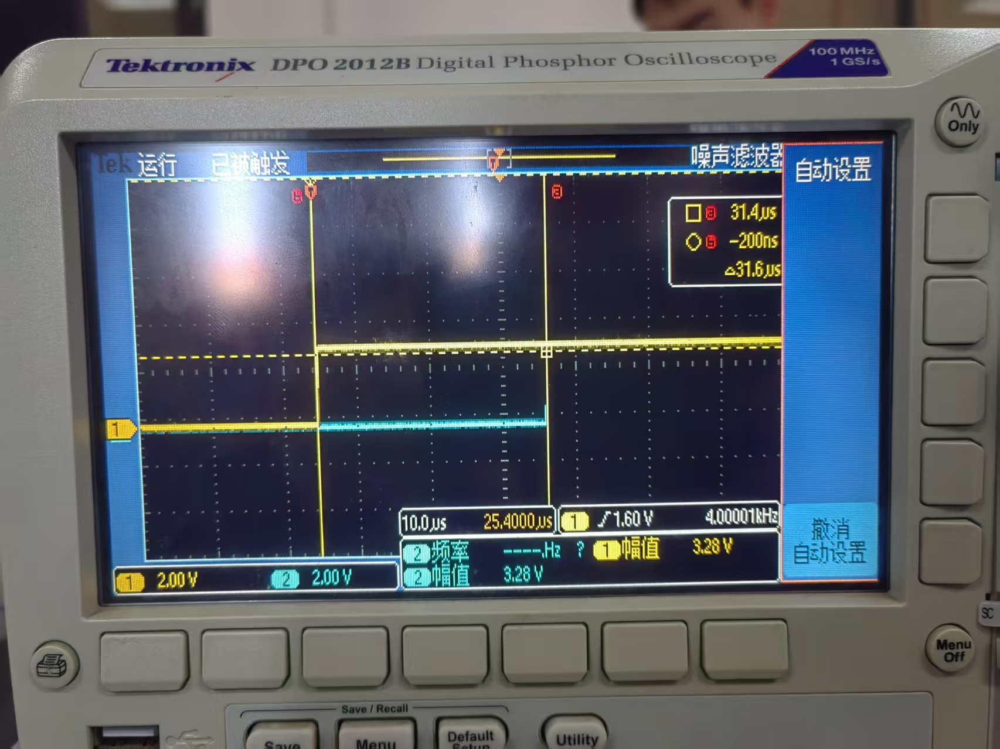 Tektronix DPO 2012B Digital Phosphor Oscilloscope
100 MHz
1 GS/s
Only
Tek 运行 已被触发 噪声滤波器
自动设置
a
b
b 31.4µs
a -200ns
△31.6µs
1
10.0µs 25.4000µs
1 1.60 V 4.00001kHz
2 频率 -----.Hz ? 1 幅值 3.28 V
2 幅值 3.28 V
1 2.00 V 2 2.00 V
撤消
自动设置
SC
Menu
Off
Save / Recall
Save
Menu
Default
Setup
Utility